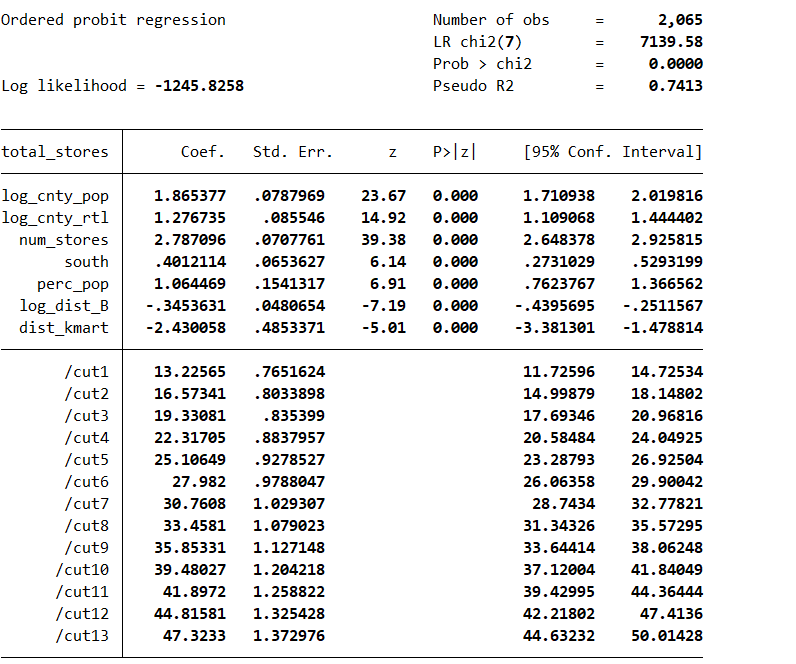 Ordered probit regression Number of obs = 2,065
LR chi2(7) = 7139.58
Prob > chi2 = 0.0000
Log likelihood = -1245.8258 Pseudo R2 = 0.7413
total_stores Coef. Std. Err. z P>|z| [95% Conf. Interval]
log_cnty_pop 1.865377 .0787969 23.67 0.000 1.710938 2.019816
log_cnty_rtl 1.276735 .085546 14.92 0.000 1.109068 1.444402
num_stores 2.787096 .0707761 39.38 0.000 2.648378 2.925815
south .4012114 .0653627 6.14 0.000 .2731029 .5293199
perc_pop 1.064469 .1541317 6.91 0.000 .7623767 1.366562
log_dist_B -.3453631 .0480654 -7.19 0.000 -.4395695 -.2511567
dist_kmart -2.430058 .4853371 -5.01 0.000 -3.381301 -1.478814
/cut1 13.22565 .7651624 11.72596 14.72534
/cut2 16.57341 .8033898 14.99879 18.14802
/cut3 19.33081 .835399 17.69346 20.96816
/cut4 22.31705 .8837957 20.58484 24.04925
/cut5 25.10649 .9278527 23.28793 26.92504
/cut6 27.982 .9788047 26.06358 29.90042
/cut7 30.7608 1.029307 28.7434 32.77821
/cut8 33.4581 1.079023 31.34326 35.57295
/cut9 35.85331 1.127148 33.64414 38.06248
/cut10 39.48027 1.204218 37.12004 41.84049
/cut11 41.8972 1.258822 39.42995 44.36444
/cut12 44.81581 1.325428 42.21802 47.4136
/cut13 47.3233 1.372976 44.63232 50.01428